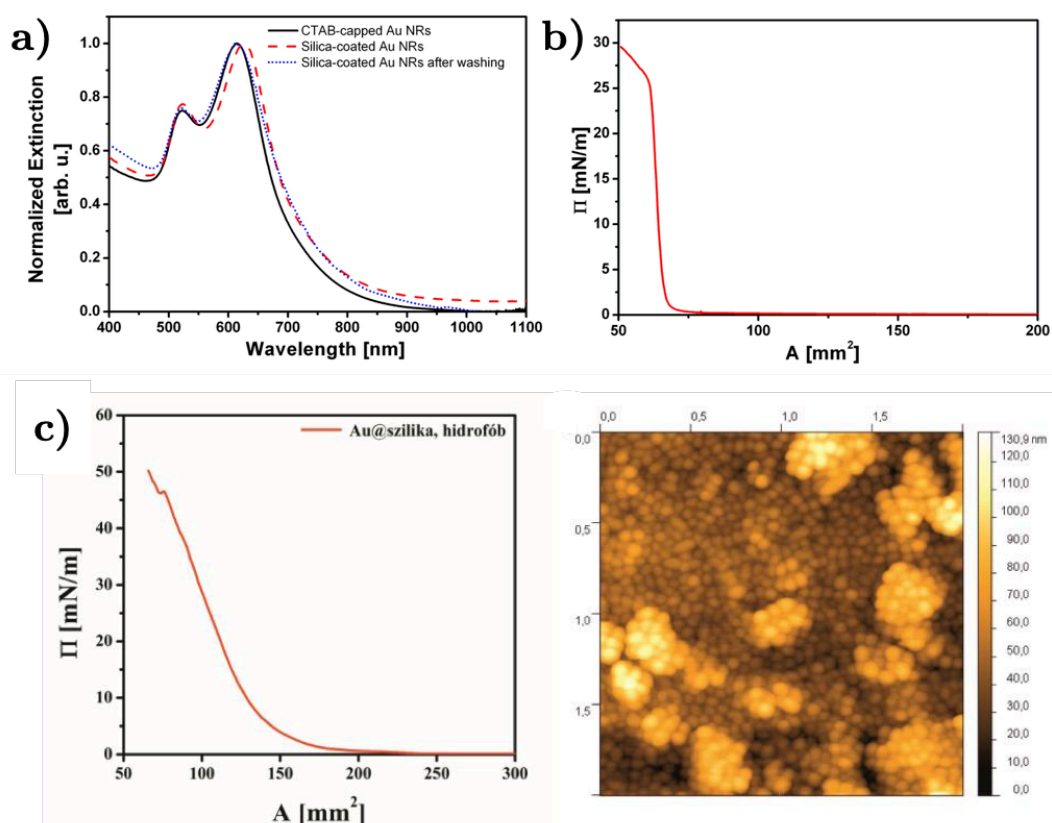 a)
Normalized Extinction
[arb. u.]
1.0
0.8
0.6
0.4
0.2
0.0
CTAB-capped Au NRs
Silica-coated Au NRs
Silica-coated Au NRs after washing
400 500 600 700 800 900 1000 1100
Wavelength [nm]
b)
Π [mN/m]
30
25
20
15
10
5
0
50 100 150 200
A [mm²]
c)
Π [mN/m]
60
50
40
30
20
10
0
Au@szilika, hidrofób
50 100 150 200 250 300
A [mm²]
0,0 0,5 1,0 1,5
0,0
0,5
1,0
1,5
130,9 nm
120,0
110,0
100,0
90,0
80,0
70,0
60,0
50,0
40,0
30,0
20,0
10,0
0,0